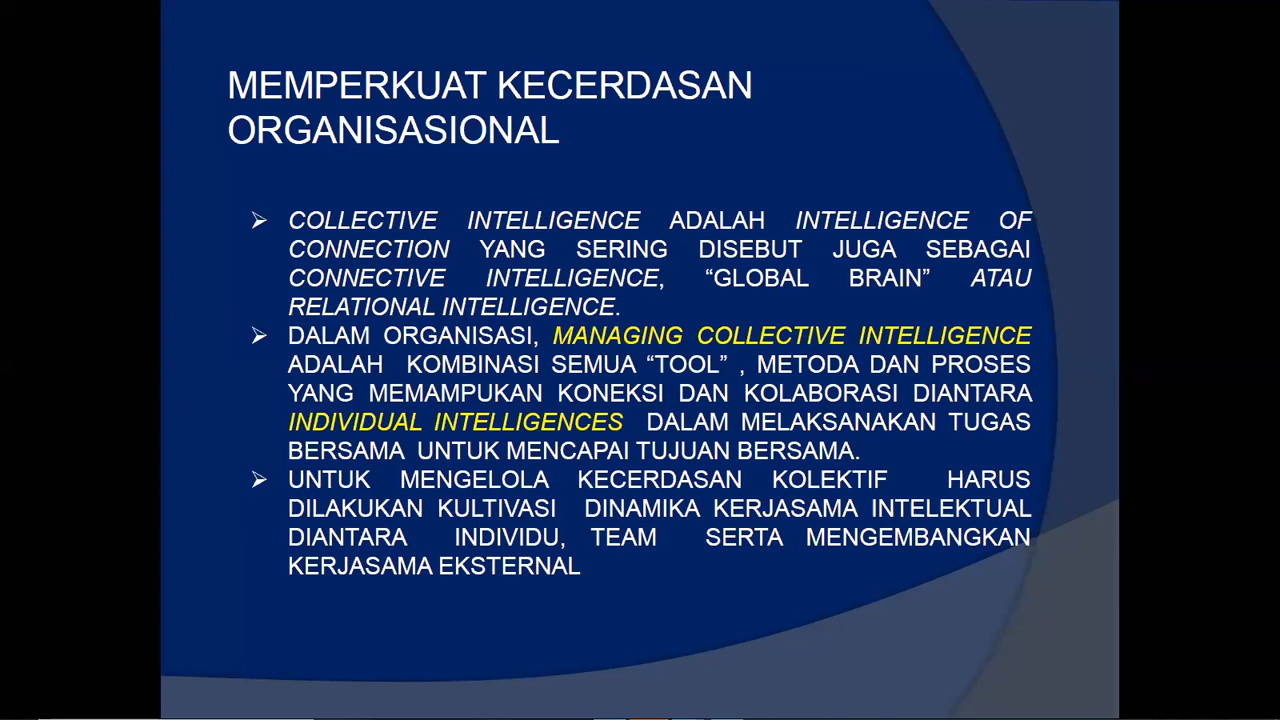 MEMPERKUAT KECERDASAN
ORGANISASIONAL
➢ COLLECTIVE INTELLIGENCE ADALAH INTELLIGENCE OF
CONNECTION YANG SERING DISEBUT JUGA SEBAGAI
CONNECTIVE INTELLIGENCE, “GLOBAL BRAIN” ATAU
RELATIONAL INTELLIGENCE.
➢ DALAM ORGANISASI, MANAGING COLLECTIVE INTELLIGENCE
ADALAH KOMBINASI SEMUA “TOOL” , METODA DAN PROSES
YANG MEMAMPUKAN KONEKSI DAN KOLABORASI DIANTARA
INDIVIDUAL INTELLIGENCES DALAM MELAKSANAKAN TUGAS
BERSAMA UNTUK MENCAPAI TUJUAN BERSAMA.
➢ UNTUK MENGELOLA KECERDASAN KOLEKTIF HARUS
DILAKUKAN KULTIVASI DINAMIKA KERJASAMA INTELEKTUAL
DIANTARA INDIVIDU, TEAM SERTA MENGEMBANGKAN
KERJASAMA EKSTERNAL